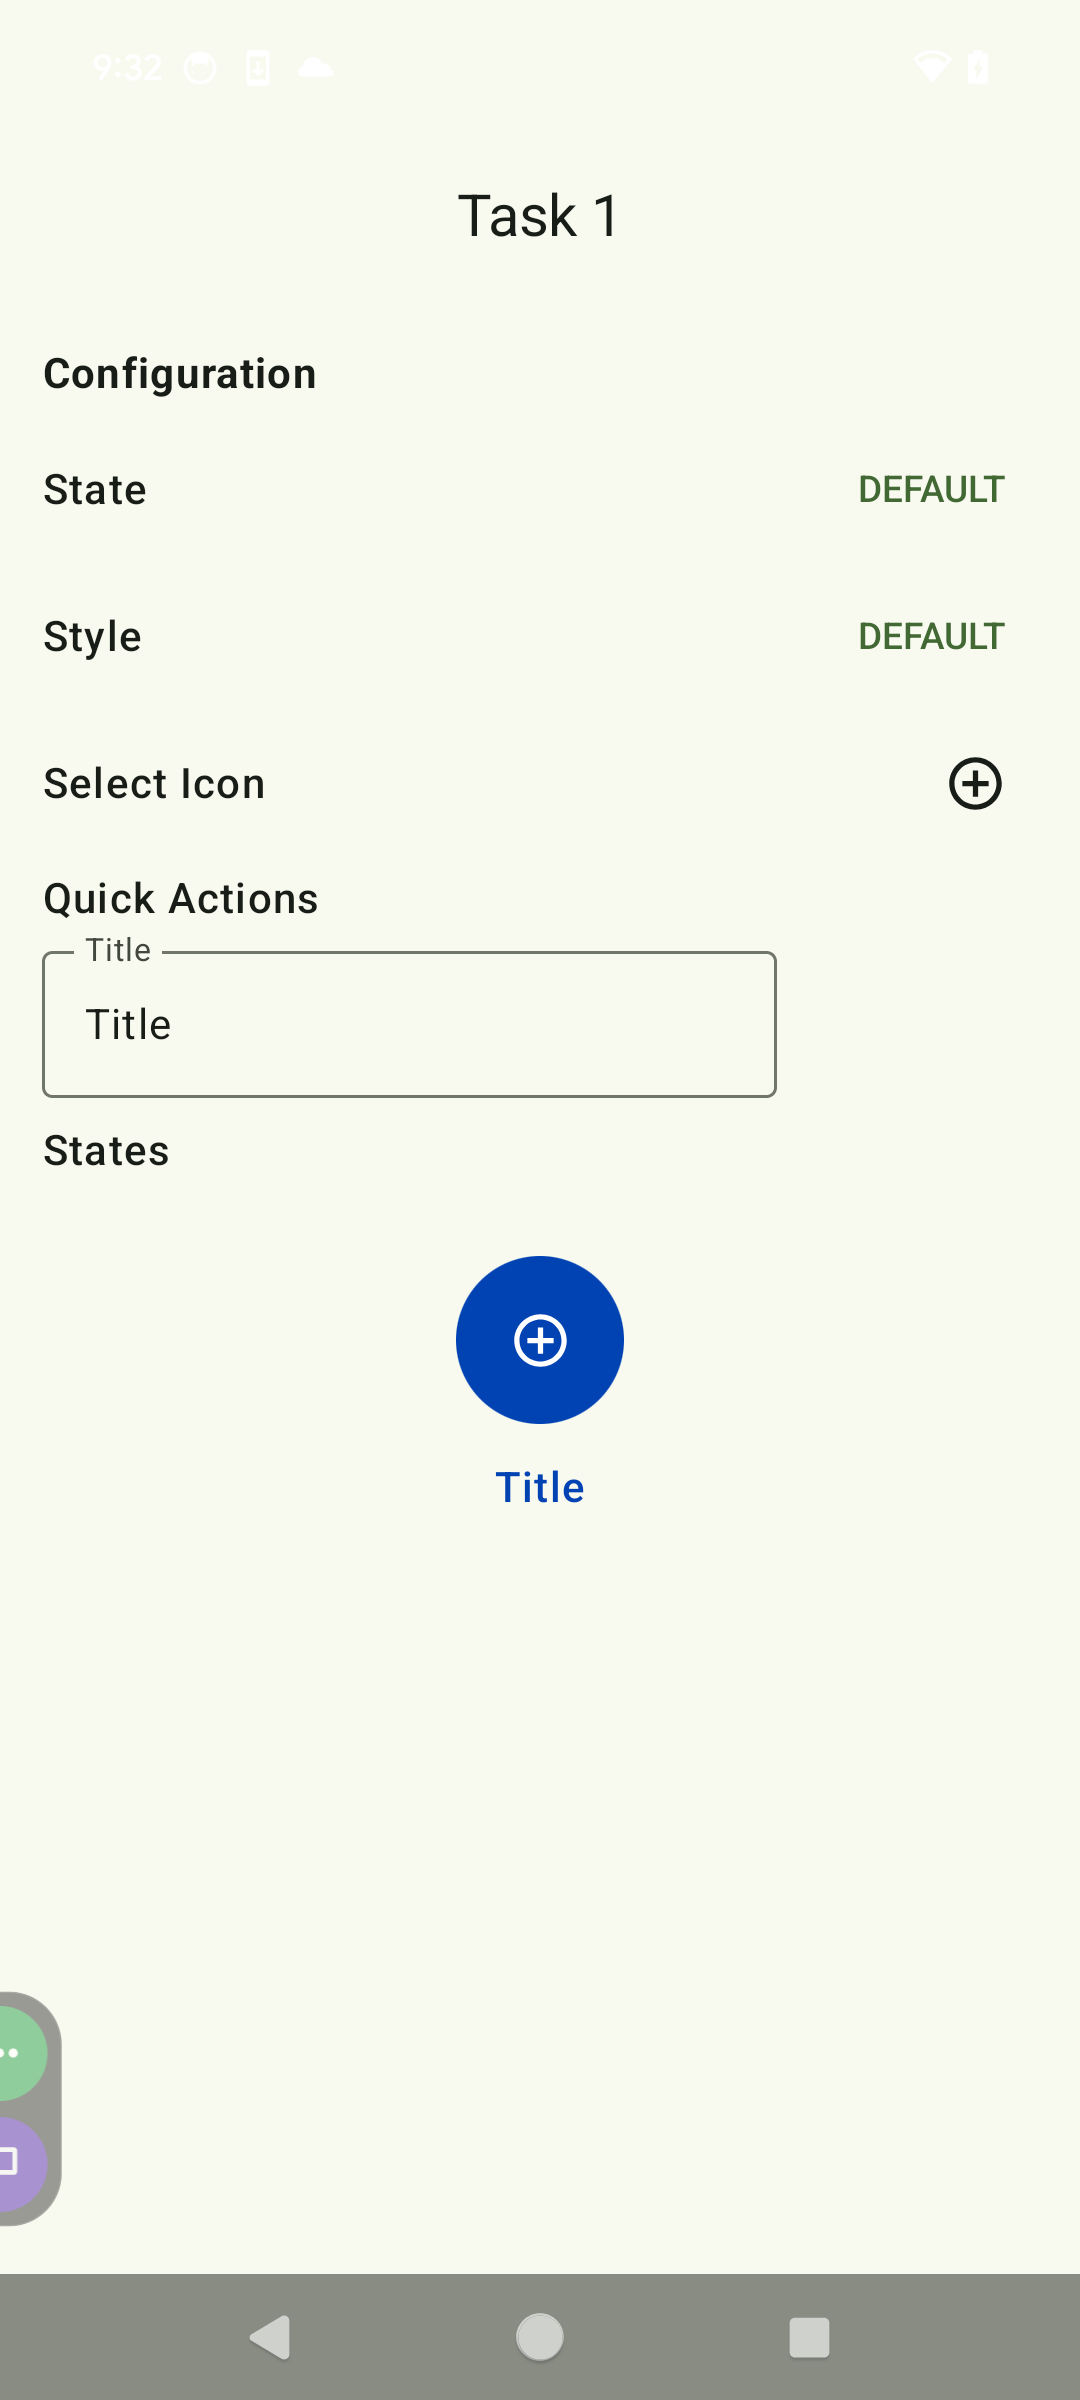 9:32
Task 1
Configuration
State DEFAULT
Style DEFAULT
Select Icon
Quick Actions
Title
Title
States
Title